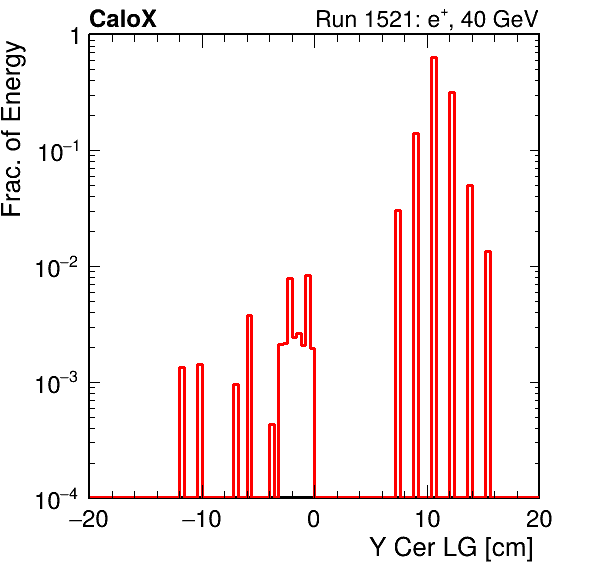 CaloX Run 1521: e⁺, 40 GeV
Frac. of Energy
1
10⁻¹
10⁻²
10⁻³
10⁻⁴
−20 −10 0 10 20
Y Cer LG [cm]